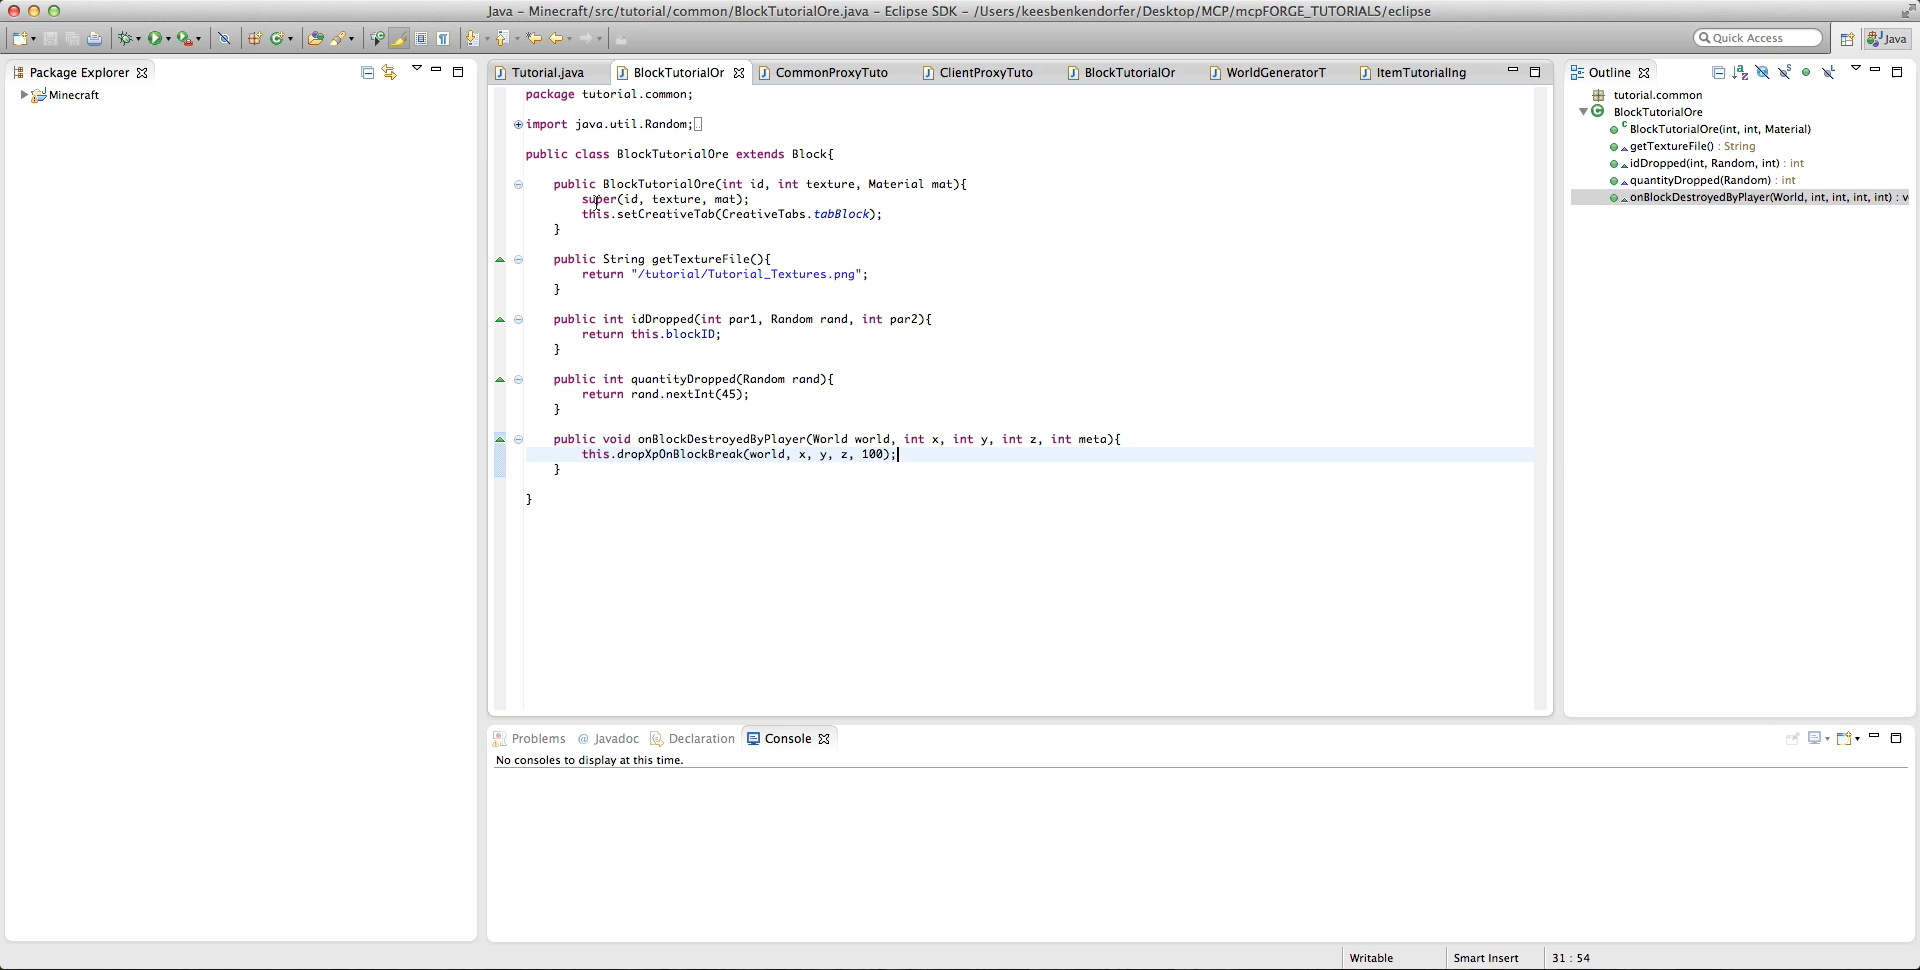 Java – Minecraft/src/tutorial/common/BlockTutorialOre.java – Eclipse SDK – /Users/keesbenkendorfer/Desktop/MCP/mcpFORGE_TUTORIALS/eclipse
Quick Access
Java
Package Explorer
Minecraft
Tutorial.java
BlockTutorialOr
CommonProxyTuto
ClientProxyTuto
BlockTutorialOr
WorldGeneratorT
ItemTutorialIng
package tutorial.common;
import java.util.Random;
public class BlockTutorialOre extends Block{
public BlockTutorialOre(int id, int texture, Material mat){
super(id, texture, mat);
this.setCreativeTab(CreativeTabs.tabBlock);
}
public String getTextureFile(){
return "/tutorial/Tutorial_Textures.png";
}
public int idDropped(int par1, Random rand, int par2){
return this.blockID;
}
public int quantityDropped(Random rand){
return rand.nextInt(45);
}
public void onBlockDestroyedByPlayer(World world, int x, int y, int z, int meta){
this.dropXpOnBlockBreak(world, x, y, z, 100);
}
}
Outline
tutorial.common
BlockTutorialOre
BlockTutorialOre(int, int, Material)
getTextureFile() : String
idDropped(int, Random, int) : int
quantityDropped(Random) : int
onBlockDestroyedByPlayer(World, int, int, int, int) : v
Problems
@ Javadoc
Declaration
Console
No consoles to display at this time.
Writable
Smart Insert
31 : 54